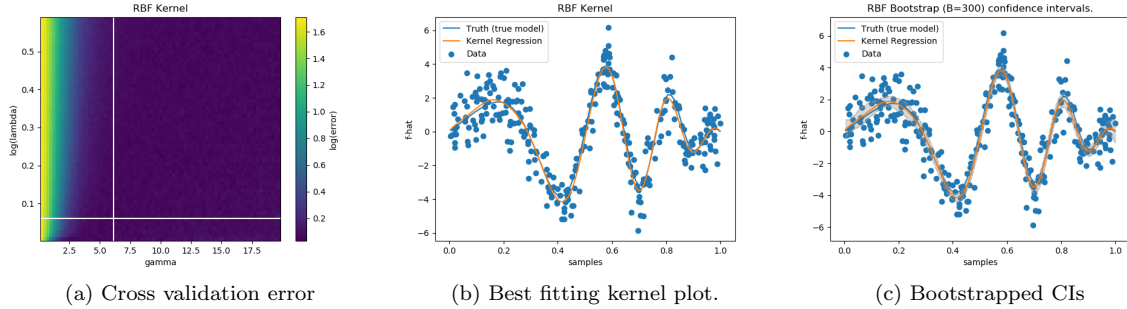 RBF Kernel
log(lambda)
0.5
0.4
0.3
0.2
0.1
2.5 5.0 7.5 10.0 12.5 15.0 17.5
gamma
1.6
1.4
1.2
1.0
0.8
0.6
0.4
0.2
log(error)
(a) Cross validation error
RBF Kernel
Truth (true model)
Kernel Regression
Data
f-hat
6
4
2
0
−2
−4
−6
0.0 0.2 0.4 0.6 0.8 1.0
samples
(b) Best fitting kernel plot.
RBF Bootstrap (B=300) confidence intervals.
Truth (true model)
Kernel Regression
Data
f-hat
6
4
2
0
−2
−4
−6
0.0 0.2 0.4 0.6 0.8 1.0
samples
(c) Bootstrapped CIs